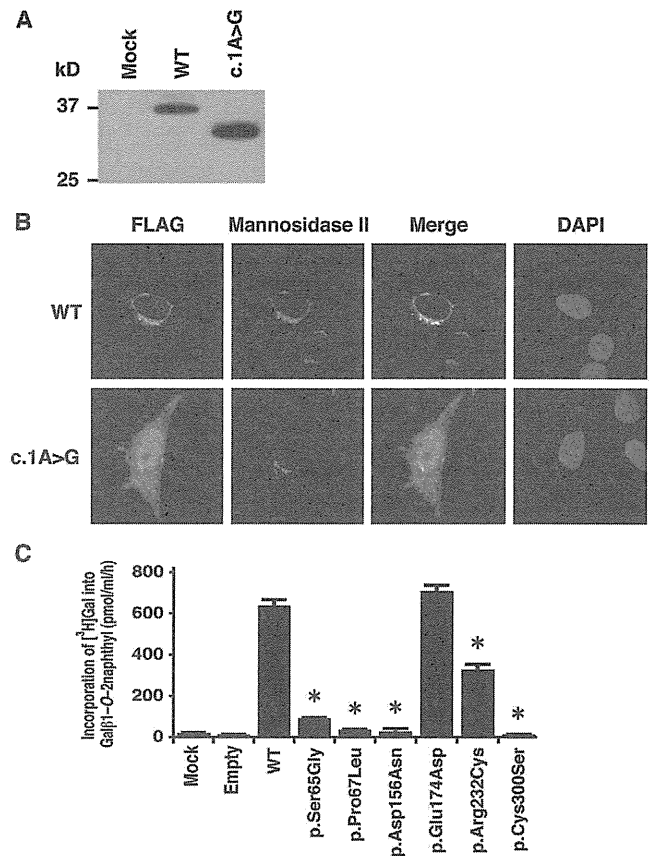 A
kD
Mock
WT
c.1A>G
37
25
B
FLAG
Mannosidase II
Merge
DAPI
WT
c.1A>G
C
Incorporation of [³H]Gal into
Galβ1–O–2naphthyl (pmol/ml/h)
800
600
400
200
0
*
*
*
*
*
Mock
Empty
WT
p.Ser65Gly
p.Pro67Leu
p.Asp156Asn
p.Glu174Asp
p.Arg232Cys
p.Cys300Ser